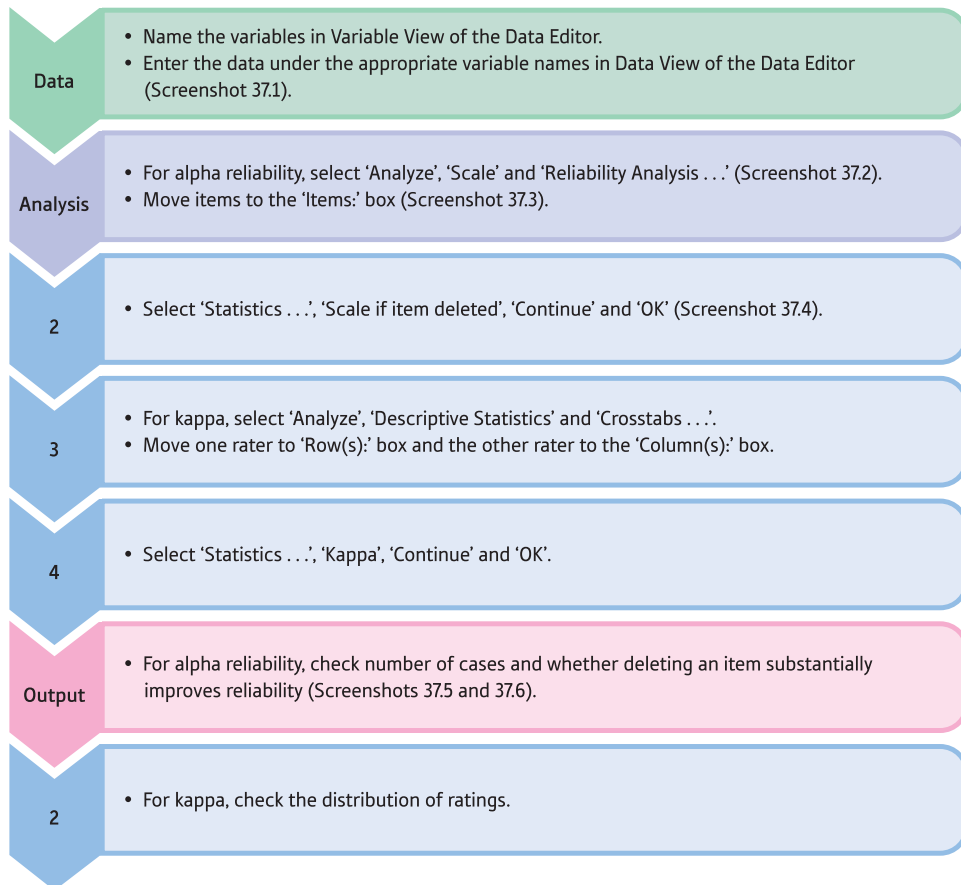 Data
• Name the variables in Variable View of the Data Editor.
• Enter the data under the appropriate variable names in Data View of the Data Editor
(Screenshot 37.1).
Analysis
• For alpha reliability, select ‘Analyze’, ‘Scale’ and ‘Reliability Analysis . . .’ (Screenshot 37.2).
• Move items to the ‘Items:’ box (Screenshot 37.3).
2
• Select ‘Statistics . . .’, ‘Scale if item deleted’, ‘Continue’ and ‘OK’ (Screenshot 37.4).
3
• For kappa, select ‘Analyze’, ‘Descriptive Statistics’ and ‘Crosstabs . . .’.
• Move one rater to ‘Row(s):’ box and the other rater to the ‘Column(s):’ box.
4
• Select ‘Statistics . . .’, ‘Kappa’, ‘Continue’ and ‘OK’.
Output
• For alpha reliability, check number of cases and whether deleting an item substantially
improves reliability (Screenshots 37.5 and 37.6).
2
• For kappa, check the distribution of ratings.